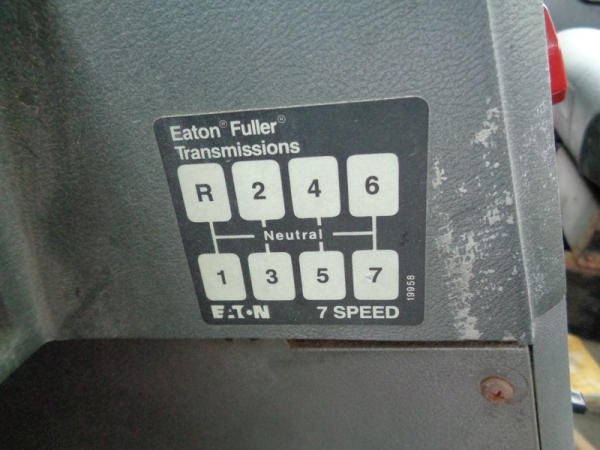 Eaton® Fuller®
Transmissions
R 2 4 6
Neutral
1 3 5 7
19958
EATON 7 SPEED